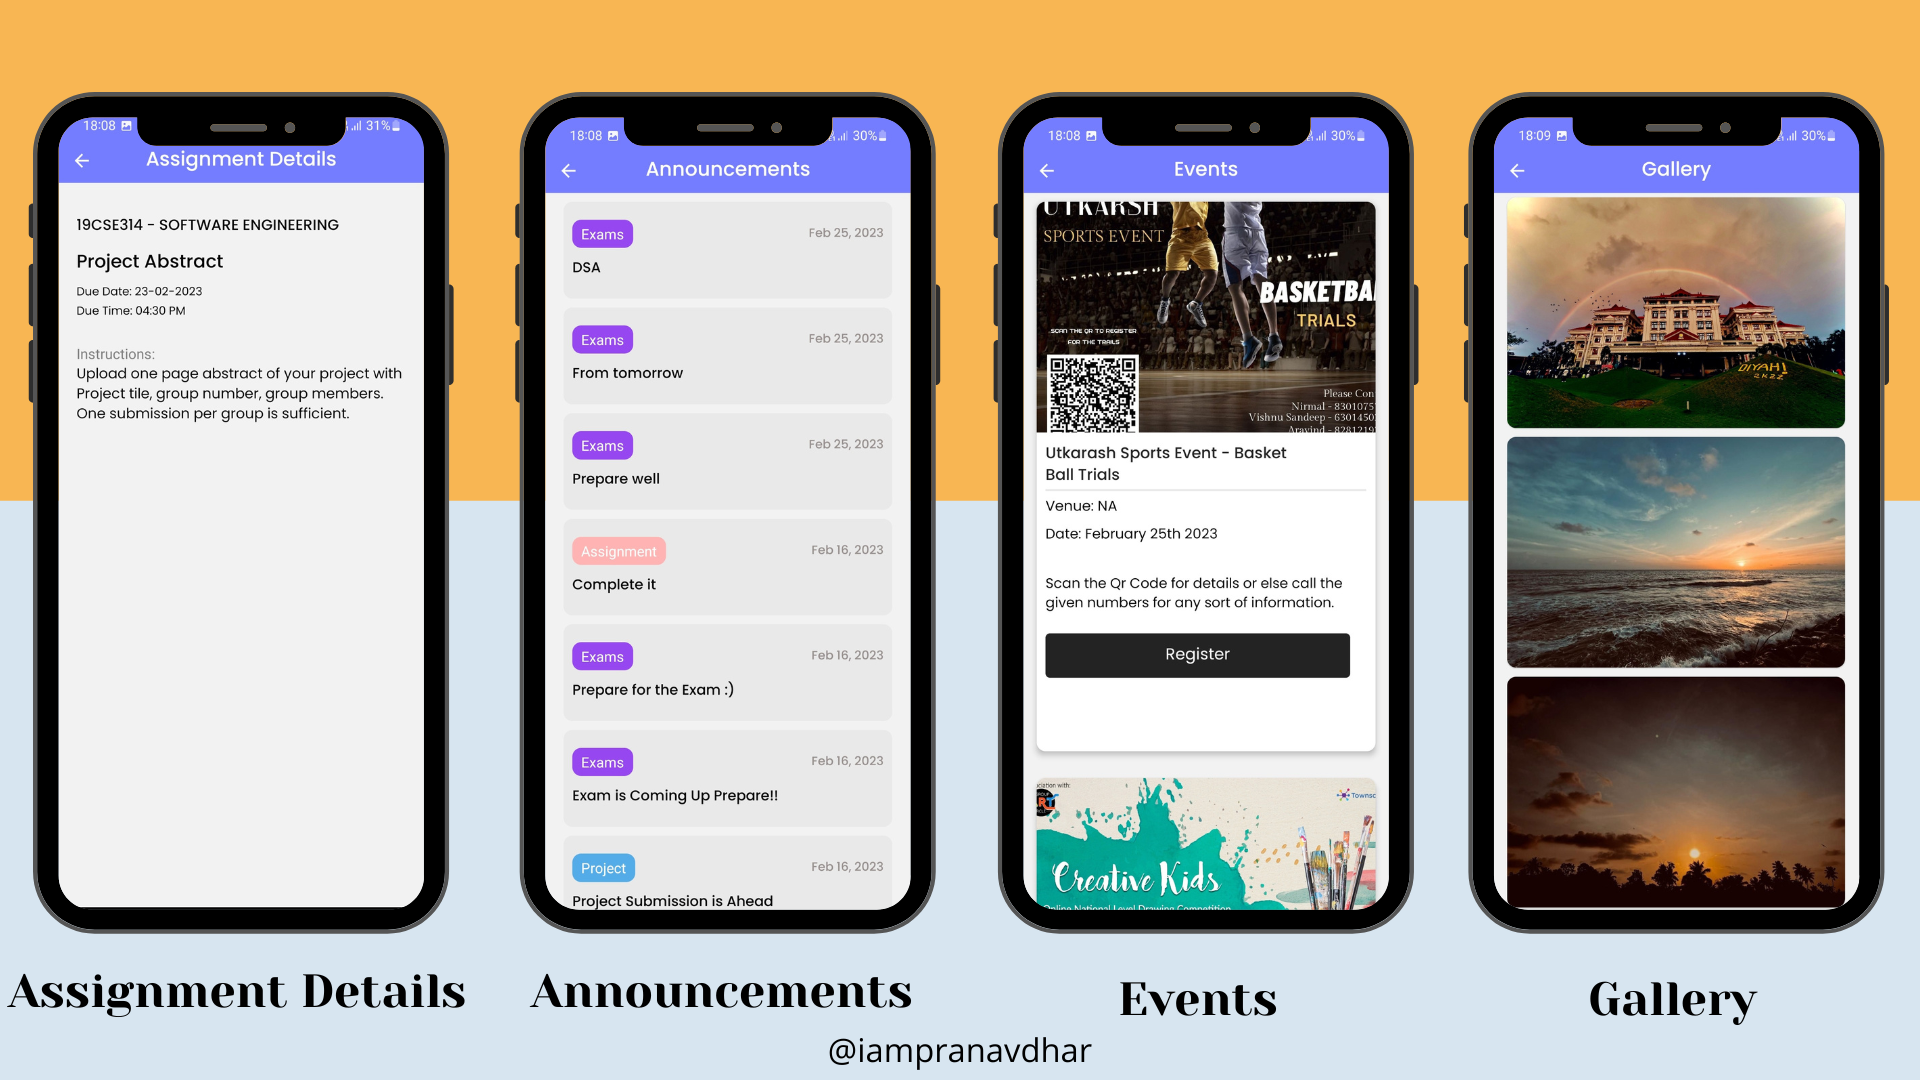 18:08
31%
Assignment Details
19CSE314 - SOFTWARE ENGINEERING
Project Abstract
Due Date: 23-02-2023
Due Time: 04:30 PM
Instructions:
Upload one page abstract of your project with
Project tile, group number, group members.
One submission per group is sufficient.
Assignment Details
18:08
30%
Announcements
Exams
Feb 25, 2023
DSA
Exams
Feb 25, 2023
From tomorrow
Exams
Feb 25, 2023
Prepare well
Assignment
Feb 16, 2023
Complete it
Exams
Feb 16, 2023
Prepare for the Exam :)
Exams
Feb 16, 2023
Exam is Coming Up Prepare!!
Project
Feb 16, 2023
Project Submission is Ahead
Announcements
18:08
30%
Events
UTKARSH
SPORTS EVENT
BASKETBA
TRIALS
SCAN THE QR TO REGISTER
FOR THE TRAILS
Please Con
Nirmal - 8301075
Vishnu Sandeep - 630145
Aravind - 828121
Utkarash Sports Event - Basket
Ball Trials
Venue: NA
Date: February 25th 2023
Scan the Qr Code for details or else call the
given numbers for any sort of information.
Register
ciation with:
Townsc
Creative Kids
Online National Level Drawing Competition
Events
18:09
30%
Gallery
DIYAH!
2K22
Gallery
@iampranavdhar